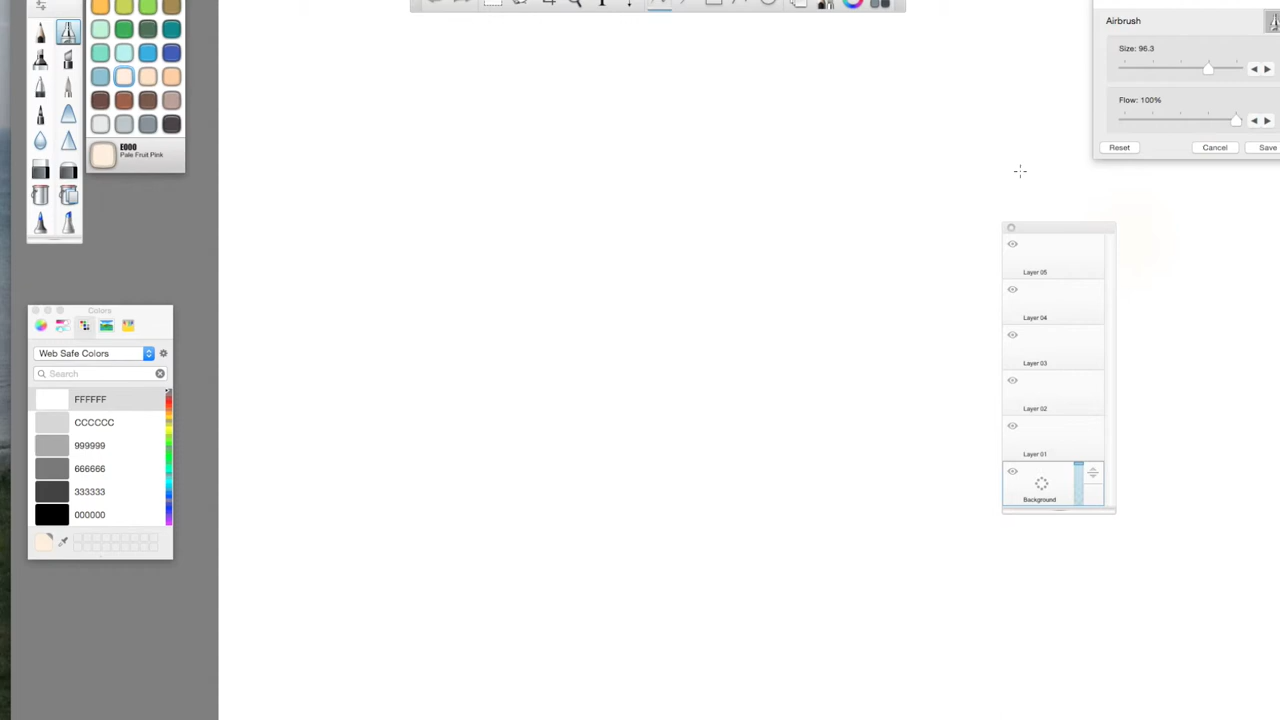 Airbrush
Size: 96.3
Flow: 100%
Reset
Cancel
Save
E000
Pale Fruit Pink
Layer 05
Layer 04
Layer 03
Layer 02
Layer 01
Background
Colors
Web Safe Colors
Search
FFFFFF
CCCCCC
999999
666666
333333
000000